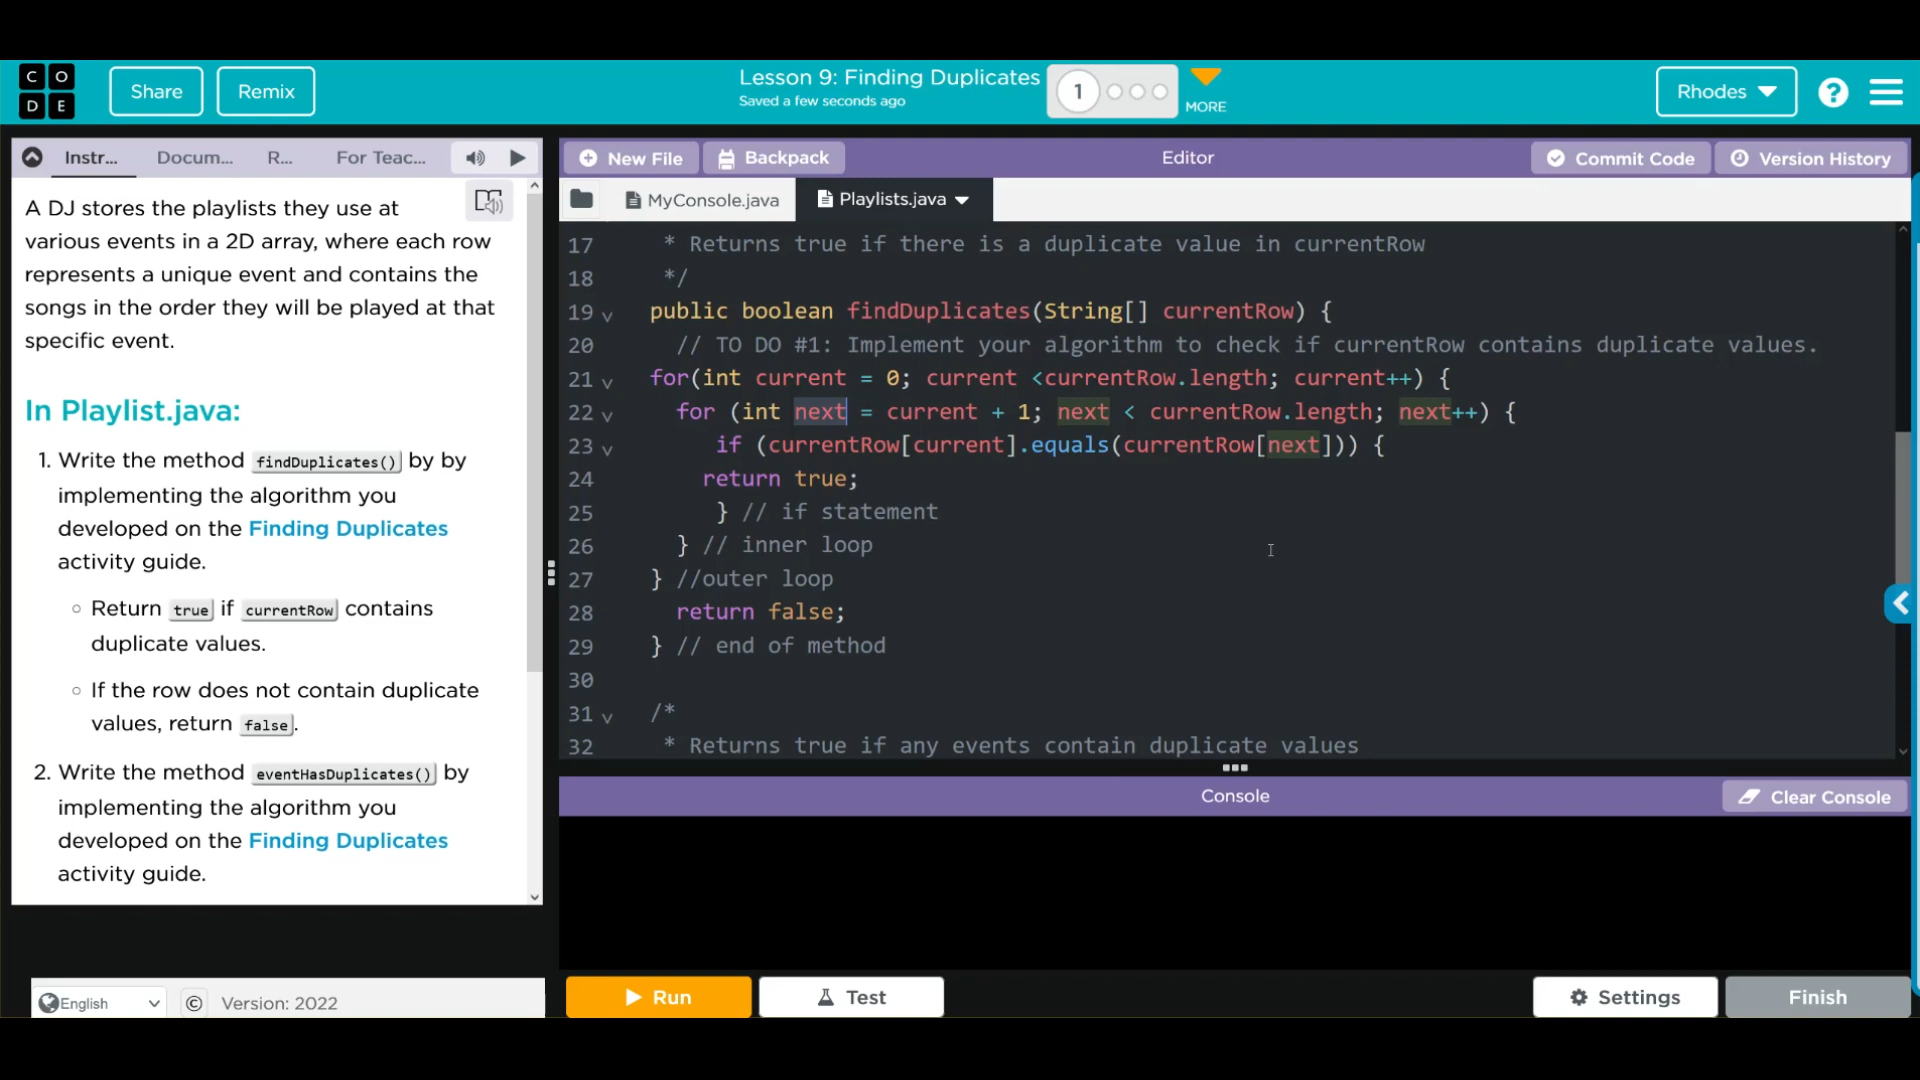 C O
D E
Share
Remix
Lesson 9: Finding Duplicates
Saved a few seconds ago
1
MORE
Rhodes
?
Instr...
Docum...
R...
For Teac...
A DJ stores the playlists they use at
various events in a 2D array, where each row
represents a unique event and contains the
songs in the order they will be played at that
specific event.
In Playlist.java:
1. Write the method findDuplicates() by by
implementing the algorithm you
developed on the Finding Duplicates
activity guide.
Return true if currentRow contains
duplicate values.
If the row does not contain duplicate
values, return false.
2. Write the method eventHasDuplicates() by
implementing the algorithm you
developed on the Finding Duplicates
activity guide.
English
© Version: 2022
New File
Backpack
Editor
Commit Code
Version History
MyConsole.java
Playlists.java
17 * Returns true if there is a duplicate value in currentRow
18 */
19 public boolean findDuplicates(String[] currentRow) {
20 // TO DO #1: Implement your algorithm to check if currentRow contains duplicate values.
21 for(int current = 0; current <currentRow.length; current++) {
22 for (int next = current + 1; next < currentRow.length; next++) {
23 if (currentRow[current].equals(currentRow[next])) {
24 return true;
25 } // if statement
26 } // inner loop
27 } //outer loop
28 return false;
29 } // end of method
30
31 /*
32 * Returns true if any events contain duplicate values
Console
Clear Console
Run
Test
Settings
Finish